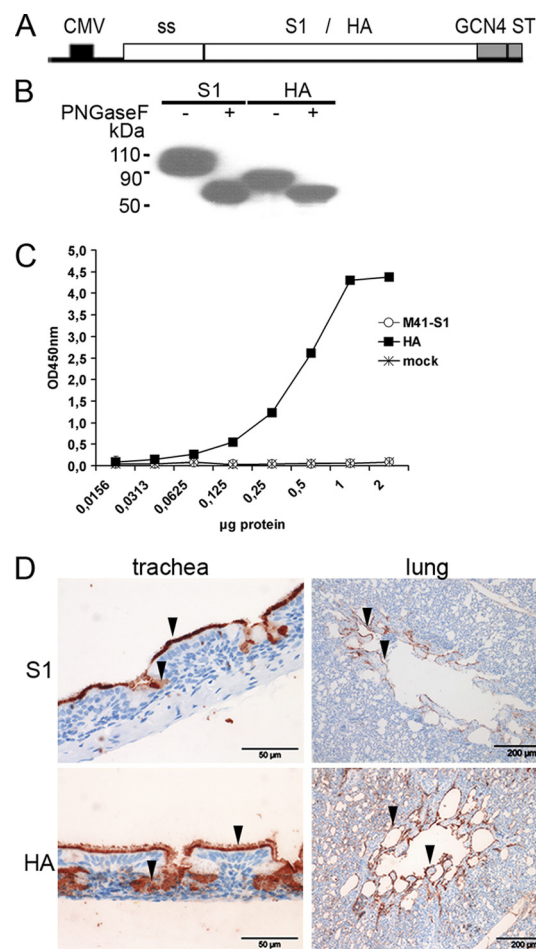 A
CMV ss S1 / HA GCN4 ST
B
S1 HA
PNGaseF - + - +
kDa
110
90
50
C
5,0
4,5
4,0
3,5
3,0
2,5
2,0
1,5
1,0
0,5
0,0
OD450nm
M41-S1
HA
mock
0,0156 0,0313 0,0625 0,125 0,25 0,5 1 2
µg protein
D
trachea lung
S1
50 µm 200 µm
HA
50 µm 200 µm